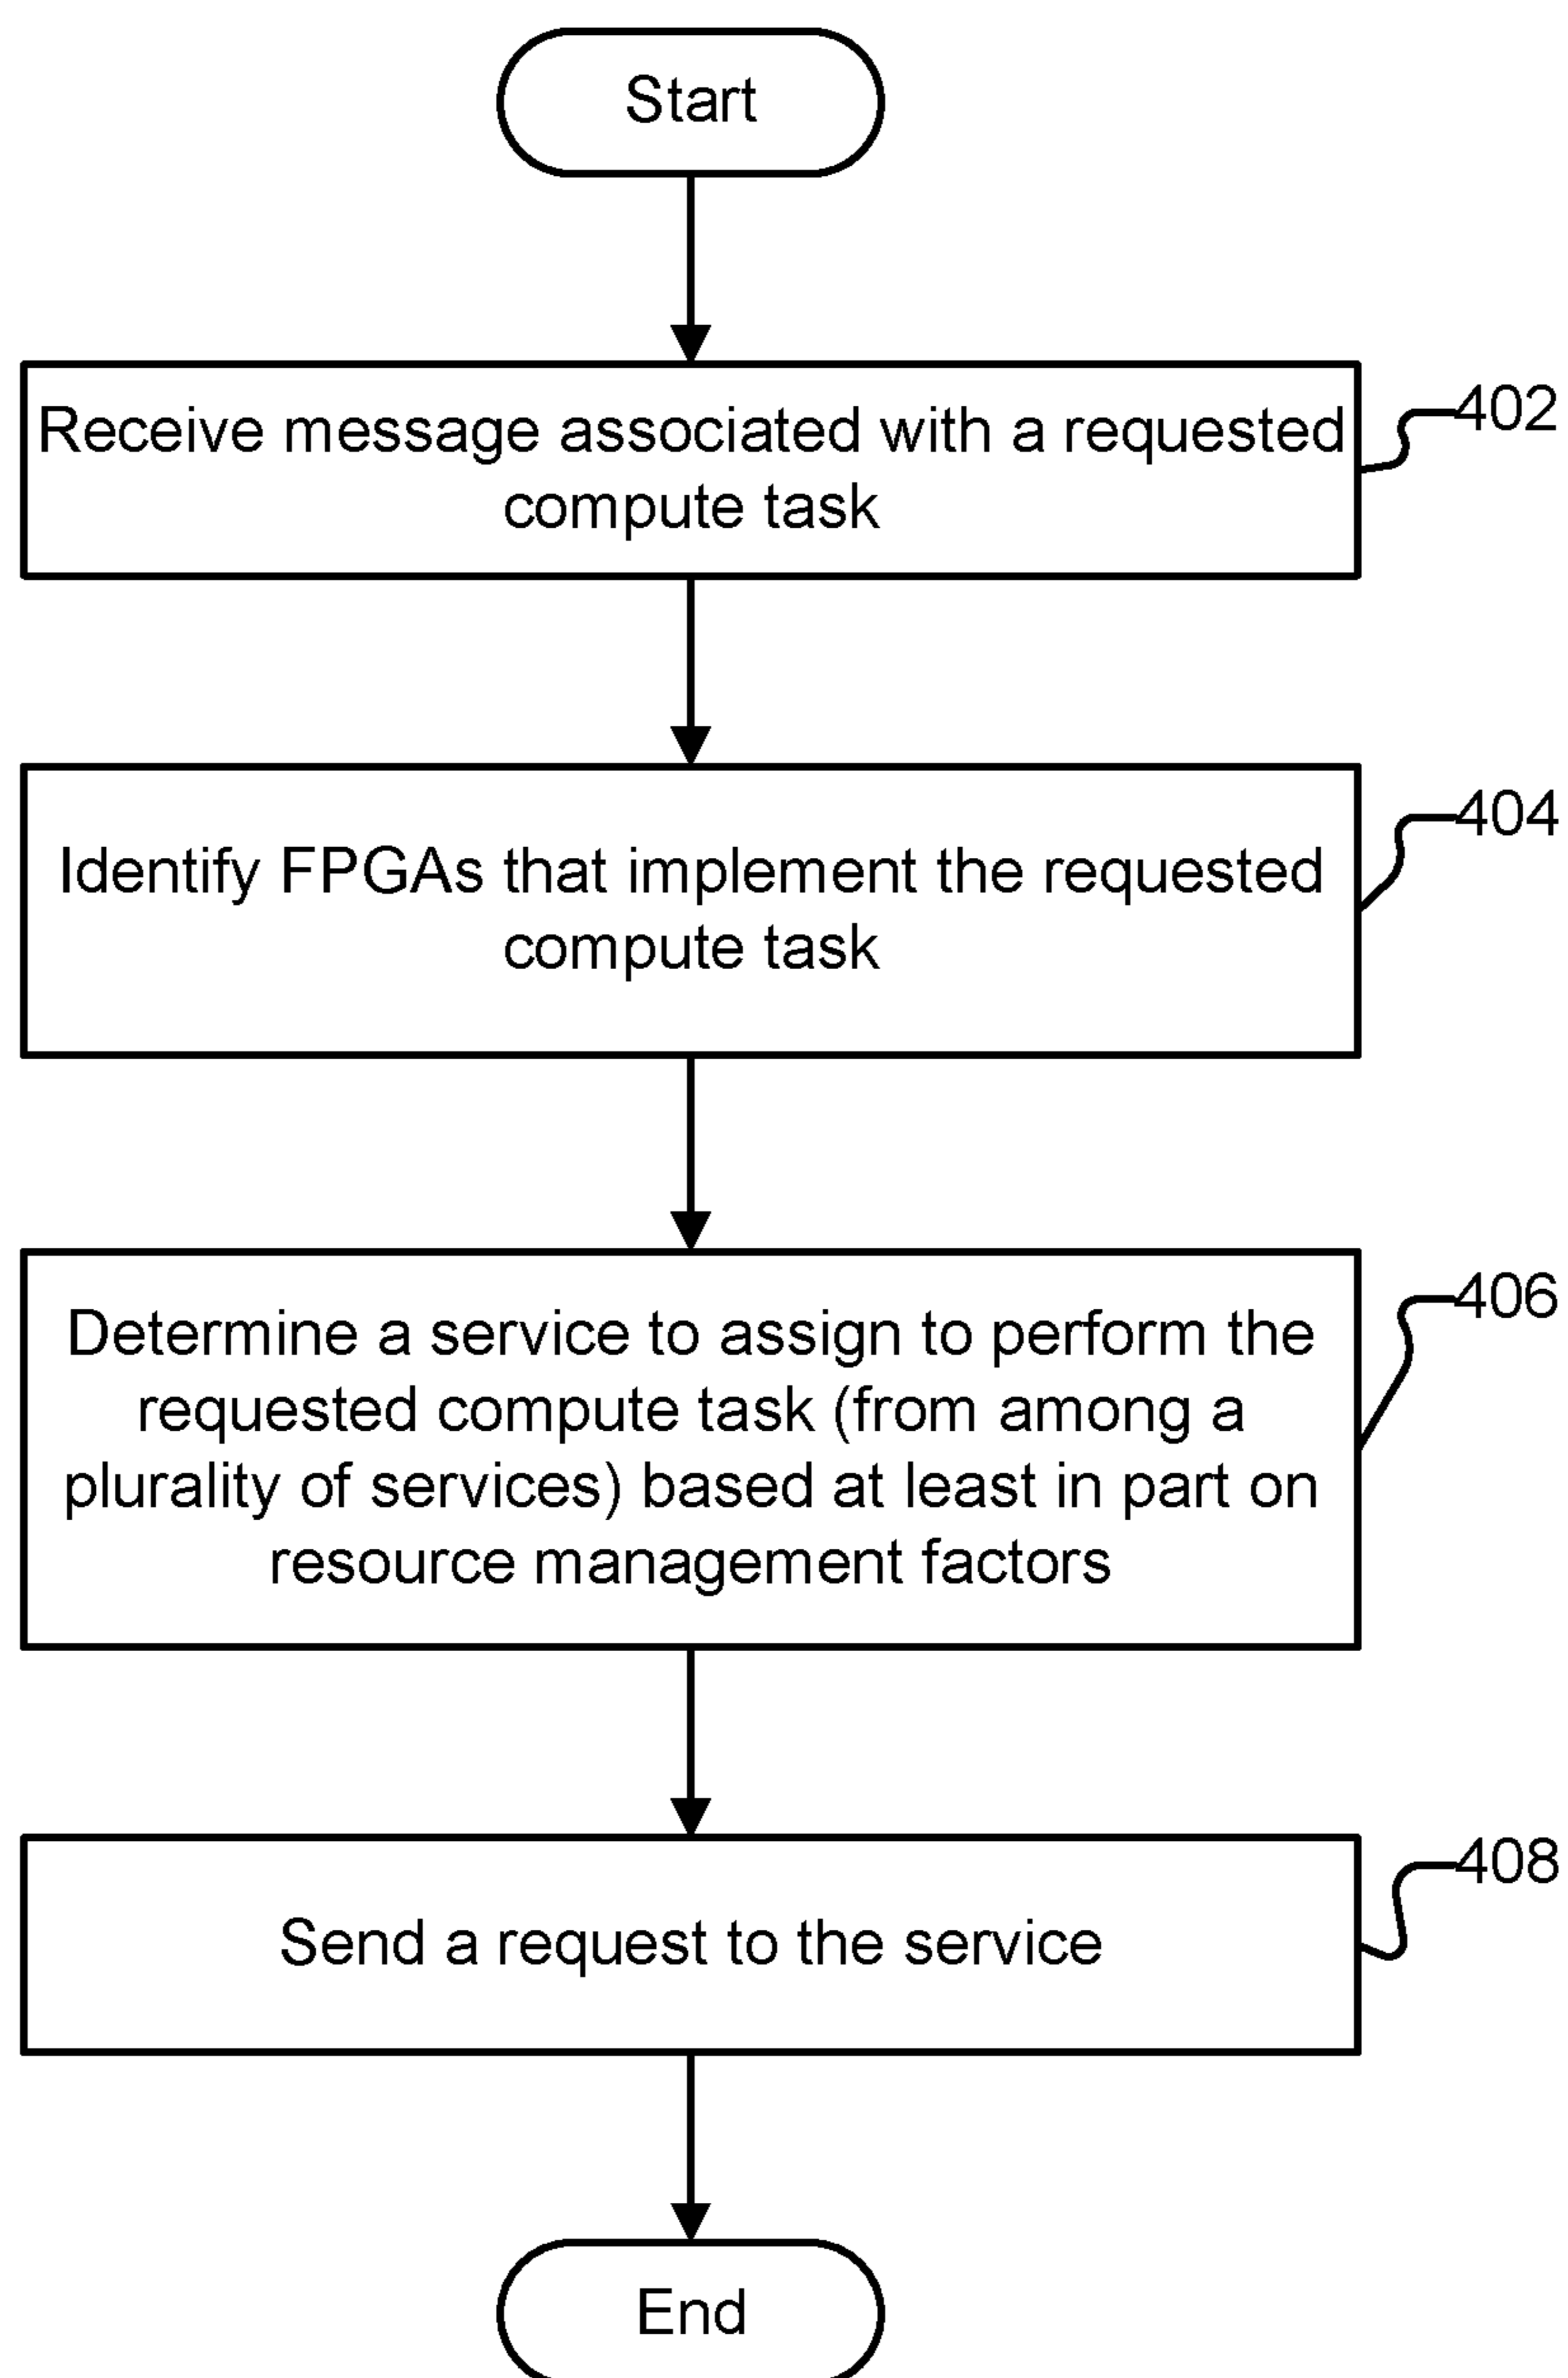 Start
Receive message associated with a requested
compute task
402
Identify FPGAs that implement the requested
compute task
404
Determine a service to assign to perform the
requested compute task (from among a
plurality of services) based at least in part on
resource management factors
406
Send a request to the service
408
End